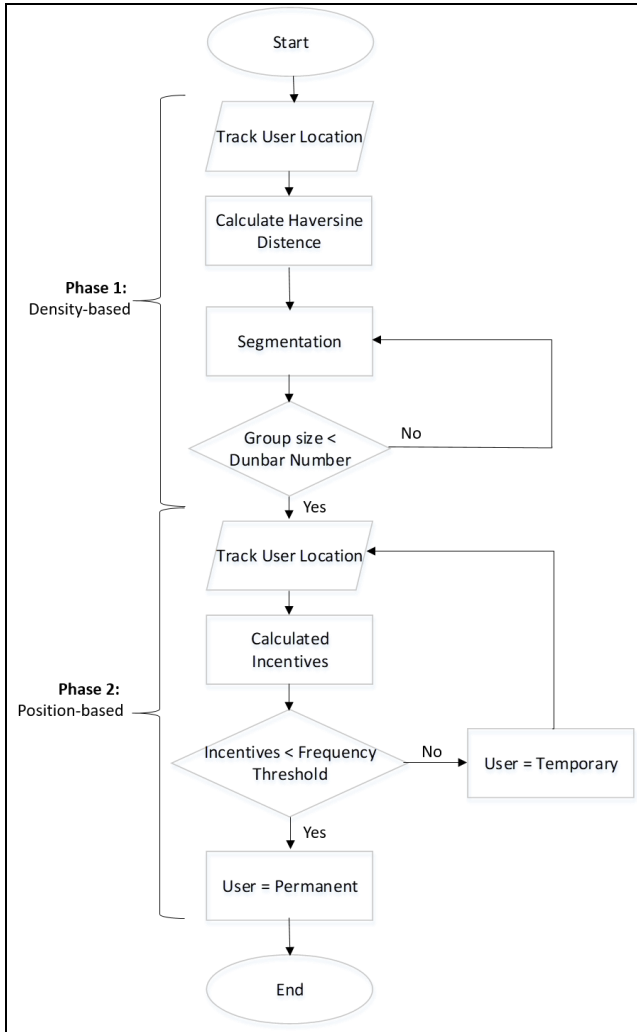 Start
Track User Location
Calculate Haversine
Distence
Phase 1:
Density-based
Segmentation
Group size <
Dunbar Number
No
Yes
Track User Location
Calculated
Incentives
Phase 2:
Position-based
Incentives < Frequency
Threshold
No
User = Temporary
Yes
User = Permanent
End